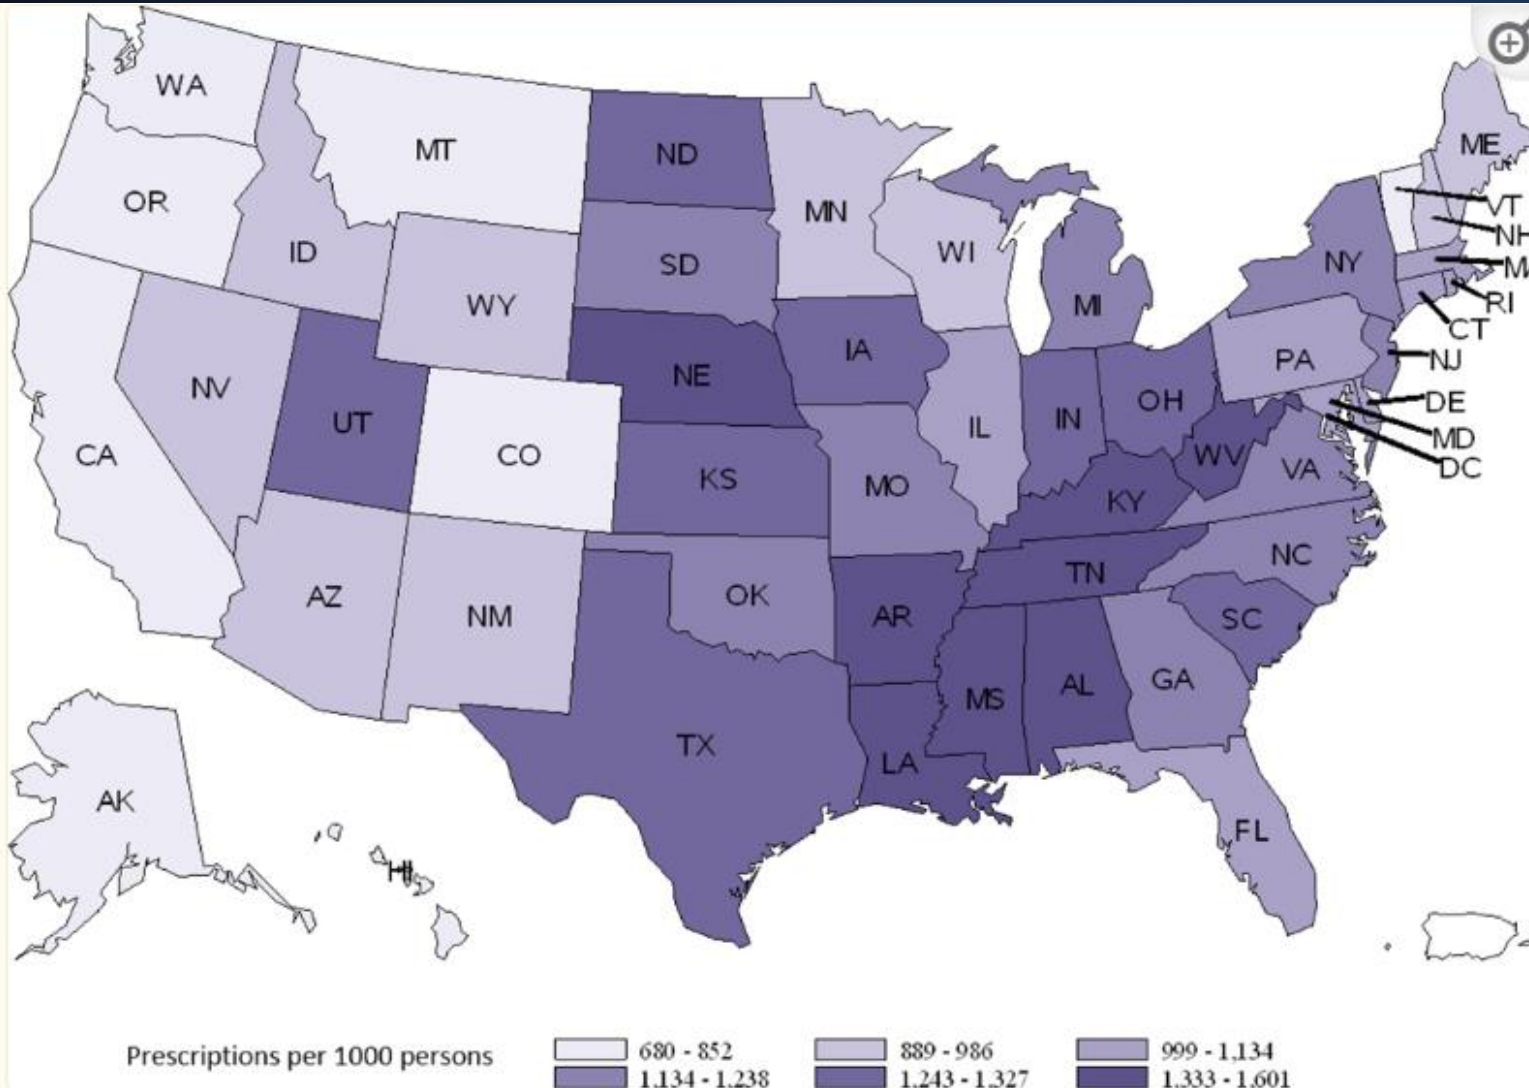 WA
MT
ND
ME
OR
MN
VT
ID
SD
WI
NH
NY
MA
WY
MI
RI
CT
IA
NE
PA
NJ
NV
OH
DE
UT
IN
IL
MD
CA
CO
WV
VA
DC
KS
MO
KY
NC
AZ
TN
NM
OK
AR
SC
GA
MS
AL
TX
LA
AK
FL
HI
Prescriptions per 1000 persons
680 - 852 889 - 986 999 - 1,134
1,134 - 1,238 1,243 - 1,327 1,333 - 1,601